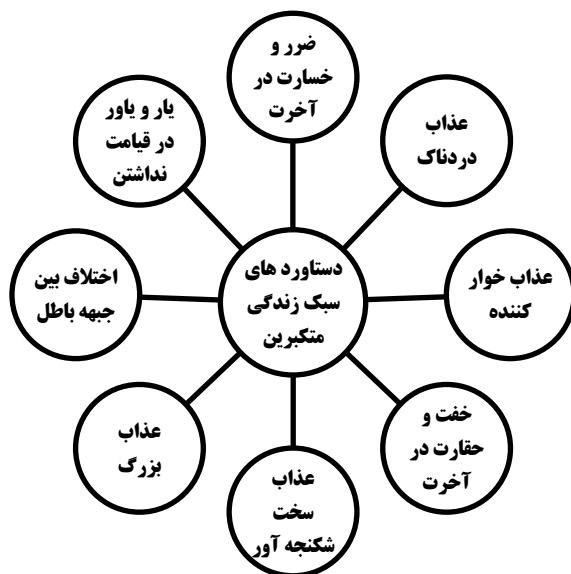 ضرر و
خسارت در
آخرت
عذاب
دردناک
عذاب خوار
کننده
خفت و
حقارت در
آخرت
عذاب
سخت
شکنجه آور
عذاب
بزرگ
اختلاف بین
جبهه باطل
یار و یاور
در قیامت
نداشتن
دستاورد های
سبک زندگی
متکبرین